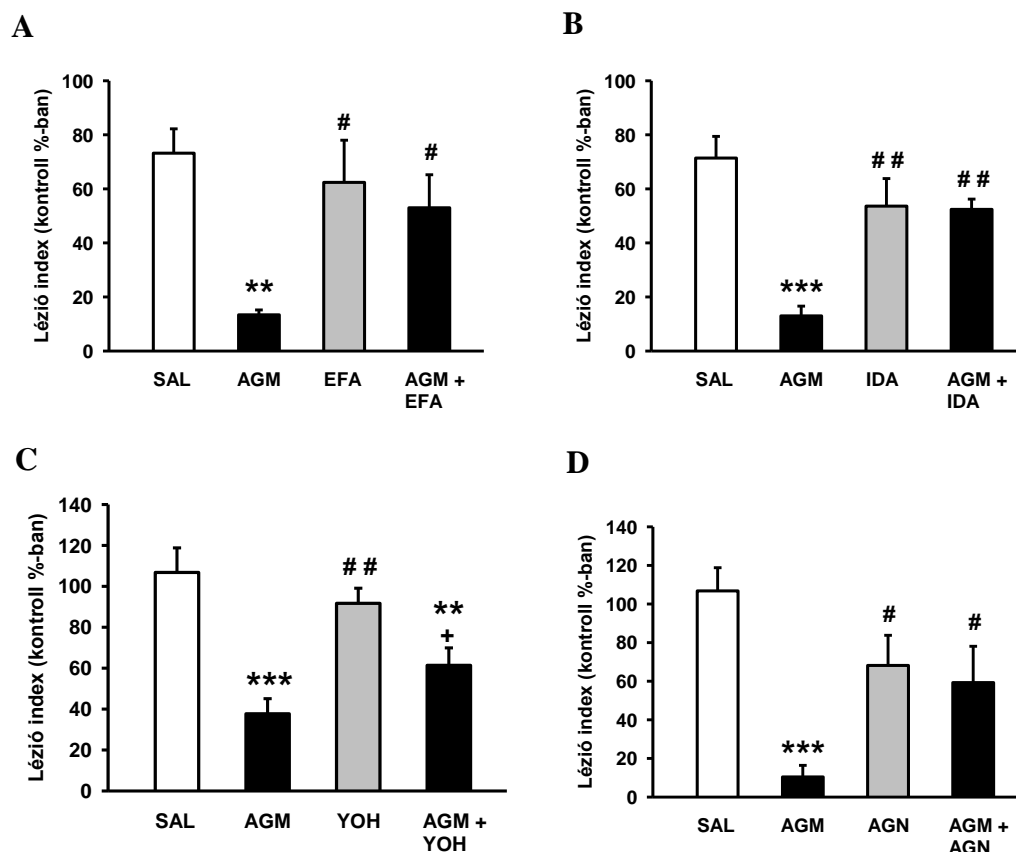 A
Lézió index (kontroll %-ban)
100
80
60
40
20
0
**
#
#
SAL AGM EFA AGM +
EFA
B
Lézió index (kontroll %-ban)
100
80
60
40
20
0
***
# #
# #
SAL AGM IDA AGM +
IDA
C
Lézió index (kontroll %-ban)
140
120
100
80
60
40
20
0
***
# #
**
+
SAL AGM YOH AGM +
YOH
D
Lézió index (kontroll %-ban)
140
120
100
80
60
40
20
0
***
#
#
SAL AGM AGN AGM +
AGN